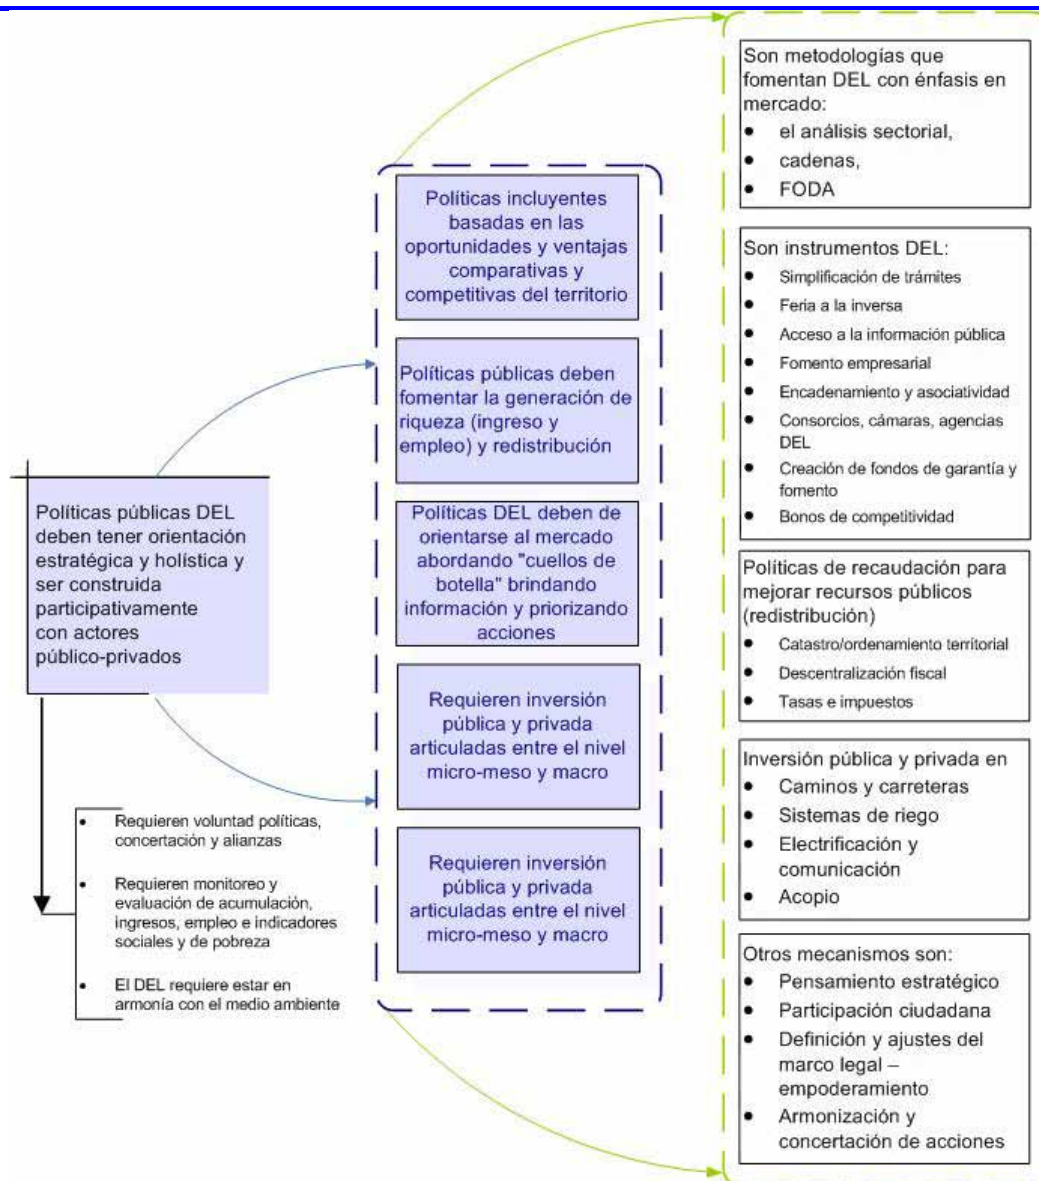 Políticas públicas DEL
deben tener orientación
estratégica y holística y
ser construida
participativamente
con actores
público-privados
• Requieren voluntad políticas,
concertación y alianzas
• Requieren monitoreo y
evaluación de acumulación,
ingresos, empleo e indicadores
sociales y de pobreza
• El DEL requiere estar en
armonía con el medio ambiente
Políticas incluyentes
basadas en las
oportunidades y ventajas
comparativas y
competitivas del territorio
Políticas públicas deben
fomentar la generación de
riqueza (ingreso y
empleo) y redistribución
Políticas DEL deben de
orientarse al mercado
abordando "cuellos de
botella" brindando
información y priorizando
acciones
Requieren inversión
pública y privada
articuladas entre el nivel
micro-meso y macro
Requieren inversión
pública y privada
articuladas entre el nivel
micro-meso y macro
Son metodologías que
fomentan DEL con énfasis en
mercado:
• el análisis sectorial,
• cadenas,
• FODA
Son instrumentos DEL:
• Simplificación de trámites
• Feria a la inversa
• Acceso a la información pública
• Fomento empresarial
• Encadenamiento y asociatividad
• Consorcios, cámaras, agencias
DEL
• Creación de fondos de garantía y
fomento
• Bonos de competitividad
Políticas de recaudación para
mejorar recursos públicos
(redistribución)
• Catastro/ordenamiento territorial
• Descentralización fiscal
• Tasas e impuestos
Inversión pública y privada en
• Caminos y carreteras
• Sistemas de riego
• Electrificación y
comunicación
• Acopio
Otros mecanismos son:
• Pensamiento estratégico
• Participación ciudadana
• Definición y ajustes del
marco legal –
empoderamiento
• Armonización y
concertación de acciones